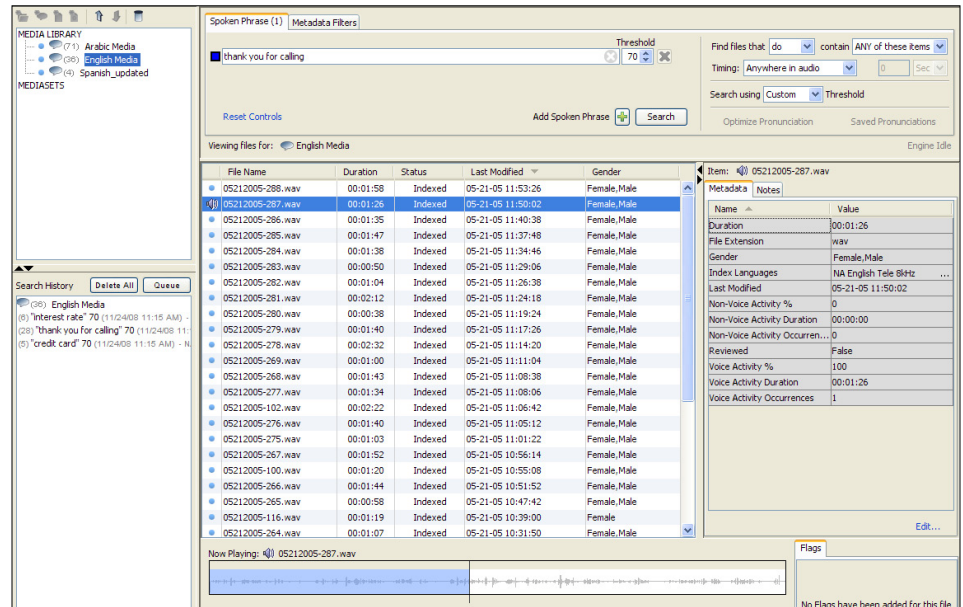 MEDIA LIBRARY
(71) Arabic Media
(36) English Media
(4) Spanish_updated
MEDIASETS
Search History Delete All Queue
(36) English Media
(6) "interest rate" 70 (11/24/08 11:15 AM) -
(28) "thank you for calling" 70 (11/24/08 11:
(5) "credit card" 70 (11/24/08 11:15 AM) - N
Spoken Phrase (1) Metadata Filters
Threshold
thank you for calling 70
Reset Controls Add Spoken Phrase Search
Find files that do contain ANY of these items
Timing: Anywhere in audio 0 Sec
Search using Custom Threshold
Optimize Pronunciation Saved Pronunciations
Viewing files for: English Media Engine Idle
File Name Duration Status Last Modified Gender
05212005-288.wav 00:01:58 Indexed 05-21-05 11:53:26 Female,Male
05212005-287.wav 00:01:26 Indexed 05-21-05 11:50:02 Female,Male
05212005-286.wav 00:01:35 Indexed 05-21-05 11:40:38 Female,Male
05212005-285.wav 00:01:47 Indexed 05-21-05 11:37:48 Female,Male
05212005-284.wav 00:01:38 Indexed 05-21-05 11:34:46 Female,Male
05212005-283.wav 00:00:50 Indexed 05-21-05 11:29:06 Female,Male
05212005-282.wav 00:01:04 Indexed 05-21-05 11:26:38 Female,Male
05212005-281.wav 00:02:12 Indexed 05-21-05 11:24:18 Female,Male
05212005-280.wav 00:00:38 Indexed 05-21-05 11:19:24 Female,Male
05212005-279.wav 00:01:40 Indexed 05-21-05 11:17:26 Female,Male
05212005-278.wav 00:02:32 Indexed 05-21-05 11:14:20 Female,Male
05212005-269.wav 00:01:00 Indexed 05-21-05 11:11:04 Female,Male
05212005-268.wav 00:01:43 Indexed 05-21-05 11:08:38 Female,Male
05212005-277.wav 00:01:34 Indexed 05-21-05 11:08:06 Female,Male
05212005-102.wav 00:02:22 Indexed 05-21-05 11:06:42 Female,Male
05212005-276.wav 00:01:40 Indexed 05-21-05 11:05:12 Female,Male
05212005-275.wav 00:01:03 Indexed 05-21-05 11:01:22 Female,Male
05212005-267.wav 00:01:52 Indexed 05-21-05 10:56:14 Female,Male
05212005-100.wav 00:01:20 Indexed 05-21-05 10:55:08 Female,Male
05212005-266.wav 00:01:44 Indexed 05-21-05 10:51:52 Female,Male
05212005-265.wav 00:00:58 Indexed 05-21-05 10:47:42 Female,Male
05212005-116.wav 00:01:19 Indexed 05-21-05 10:39:00 Female
05212005-264.wav 00:01:07 Indexed 05-21-05 10:31:50 Female,Male
Item: 05212005-287.wav
Metadata Notes
Name Value
Duration 00:01:26
File Extension wav
Gender Female,Male
Index Languages NA English Tele 8kHz ...
Last Modified 05-21-05 11:50:02
Non-Voice Activity % 0
Non-Voice Activity Duration 00:00:00
Non-Voice Activity Occurren... 0
Reviewed False
Voice Activity % 100
Voice Activity Duration 00:01:26
Voice Activity Occurrences 1
Edit...
Now Playing: 05212005-287.wav
Flags
No Flags have been added for this file